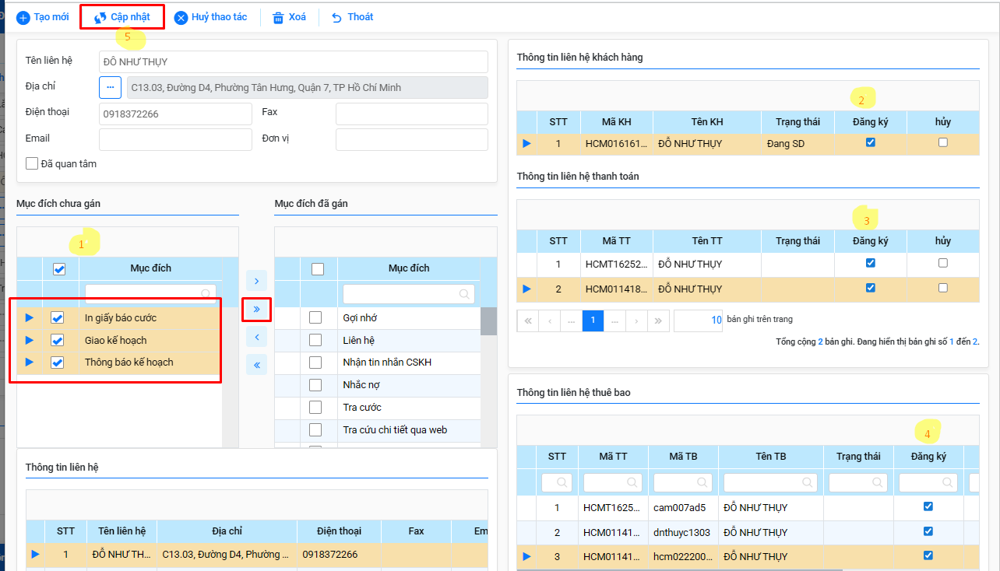 Tạo mới Cập nhật Huỷ thao tác Xoá Thoát
5
Tên liên hệ ĐỖ NHƯ THỤY
Địa chỉ ... C13.03, Đường D4, Phường Tân Hưng, Quận 7, TP Hồ Chí Minh
Điện thoại 0918372266 Fax
Email Đơn vị
Đã quan tâm
Mục đích chưa gán
1
Mục đích
In giấy báo cước
Giao kế hoạch
Thông báo kế hoạch
› » ‹ «
Mục đích đã gán
Mục đích
Gợi nhớ
Liên hệ
Nhận tin nhắn CSKH
Nhắc nợ
Tra cước
Tra cứu chi tiết qua web
Thông tin liên hệ
STT Tên liên hệ Địa chỉ Điện thoại Fax Em
1 ĐỖ NHƯ TH... C13.03, Đường D4, Phường ... 0918372266
Thông tin liên hệ khách hàng
2
STT Mã KH Tên KH Trạng thái Đăng ký hủy
1 HCM016161... ĐỖ NHƯ THỤY Đang SD
Thông tin liên hệ thanh toán
3
STT Mã TT Tên TT Trạng thái Đăng ký hủy
1 HCMT16252... ĐỖ NHƯ THỤY
2 HCM011418... ĐỖ NHƯ THỤY
« ‹ ... 1 ... › » 10 bản ghi trên trang
Tổng cộng 2 bản ghi. Đang hiển thị bản ghi số 1 đến 2.
Thông tin liên hệ thuê bao
4
STT Mã TT Mã TB Tên TB Trạng thái Đăng ký
1 HCMT1625... cam007ad5 ĐỖ NHƯ THỤY
2 HCM01141... dnthuyc1303 ĐỖ NHƯ THỤY
3 HCM01141... hcm022200... ĐỖ NHƯ THỤY